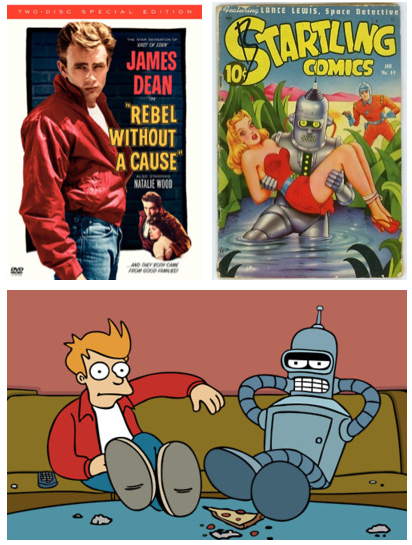 TWO-DISC SPECIAL EDITION
THE STAR SENSATION OF
'EAST OF EDEN'
JAMES
DEAN
IN
"REBEL
WITHOUT
A CAUSE"
ALSO STARRING
NATALIE WOOD
...AND THEY BOTH CAME
FROM 'GOOD' FAMILIES!
DVD
Featuring LANCE LEWIS, Space Detective
STARTLING
COMICS
10¢
JAN
No. 49